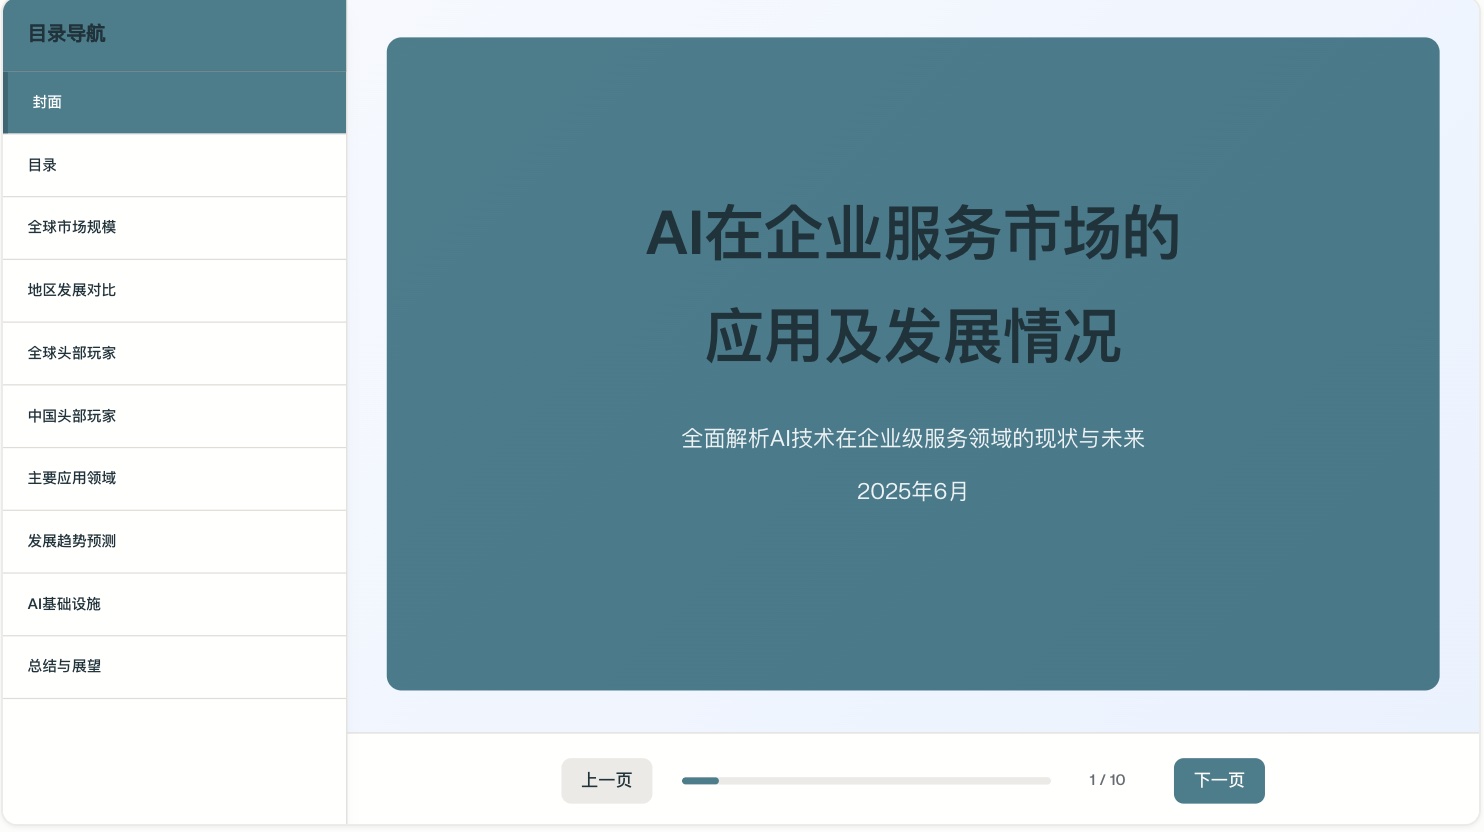 目录导航
封面
目录
全球市场规模
地区发展对比
全球头部玩家
中国头部玩家
主要应用领域
发展趋势预测
AI基础设施
总结与展望
AI在企业服务市场的
应用及发展情况
全面解析AI技术在企业级服务领域的现状与未来
2025年6月
上一页
1 / 10
下一页